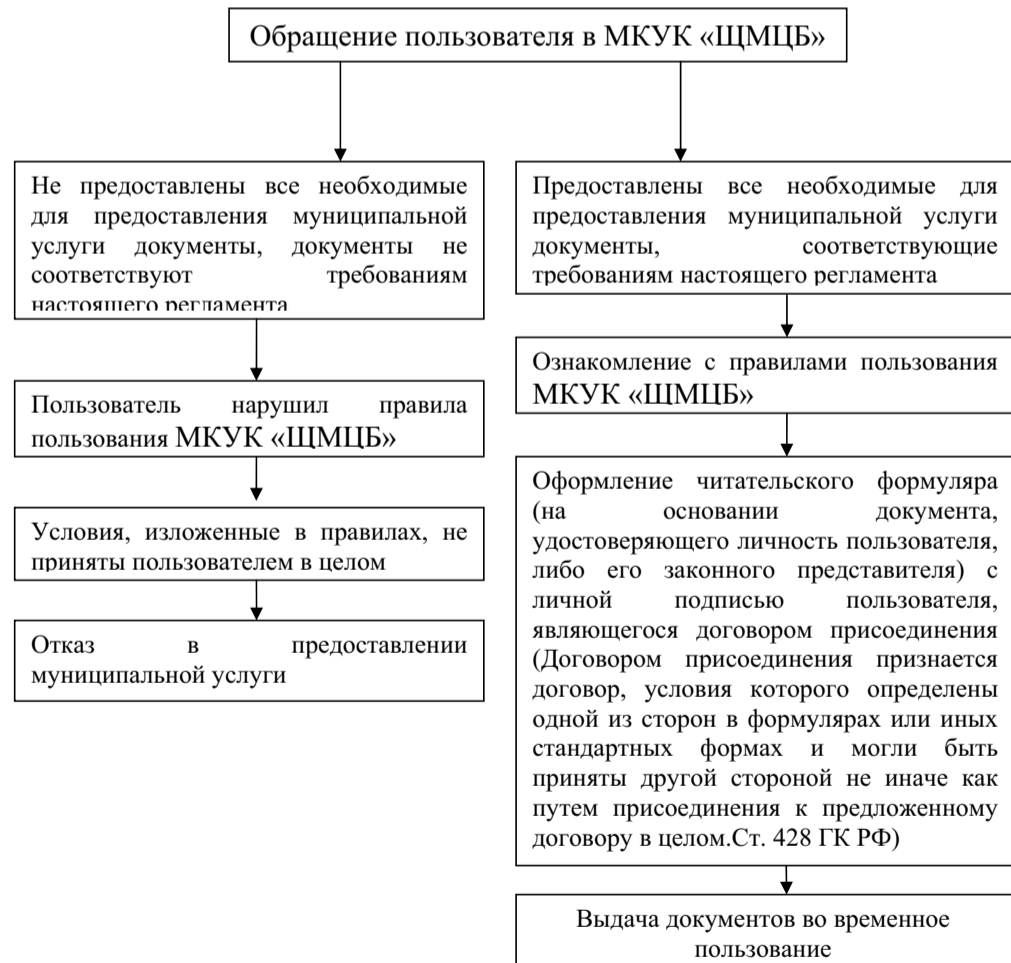 Обращение пользователя в МКУК «ЩМЦБ»
Не предоставлены все необходимые
для предоставления муниципальной
услуги документы, документы не
соответствуют требованиям
настоящего регламента
Пользователь нарушил правила
пользования МКУК «ЩМЦБ»
Условия, изложенные в правилах, не
приняты пользователем в целом
Отказ в предоставлении
муниципальной услуги
Предоставлены все необходимые для
предоставления муниципальной услуги
документы, соответствующие
требованиям настоящего регламента
Ознакомление с правилами пользования
МКУК «ЩМЦБ»
Оформление читательского формуляра
(на основании документа,
удостоверяющего личность пользователя,
либо его законного представителя) с
личной подписью пользователя,
являющегося договором присоединения
(Договором присоединения признается
договор, условия которого определены
одной из сторон в формулярах или иных
стандартных формах и могли быть
приняты другой стороной не иначе как
путем присоединения к предложенному
договору в целом.Ст. 428 ГК РФ)
Выдача документов во временное
пользование